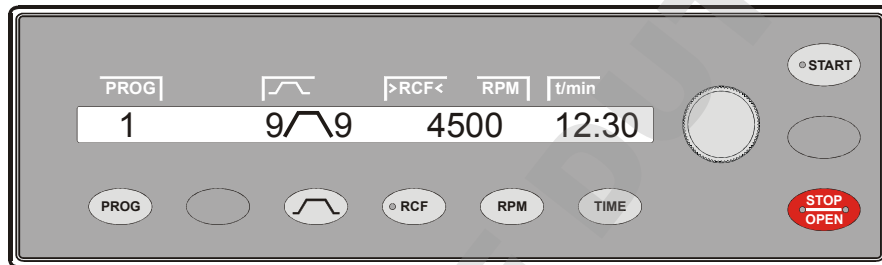 START
PROG >RCF< RPM t/min
1 9 9 4500 12:30
PROG RCF RPM TIME STOP
OPEN